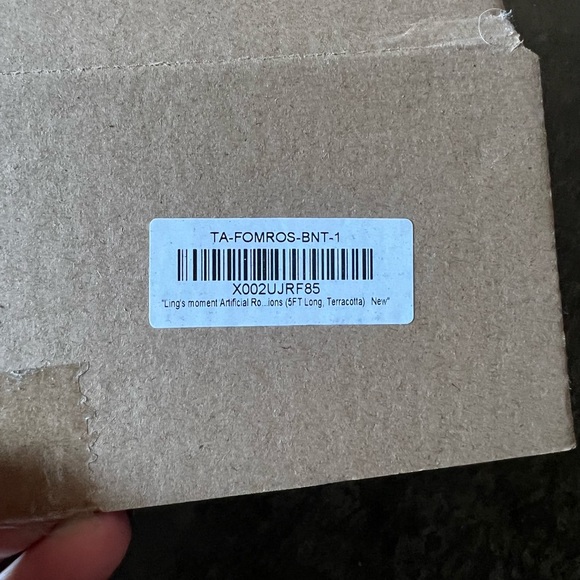 TA-FOMROS-BNT-1
X002UJRF85
"Ling's moment Artificial Ro...ions (5FT Long, Terracotta) New"